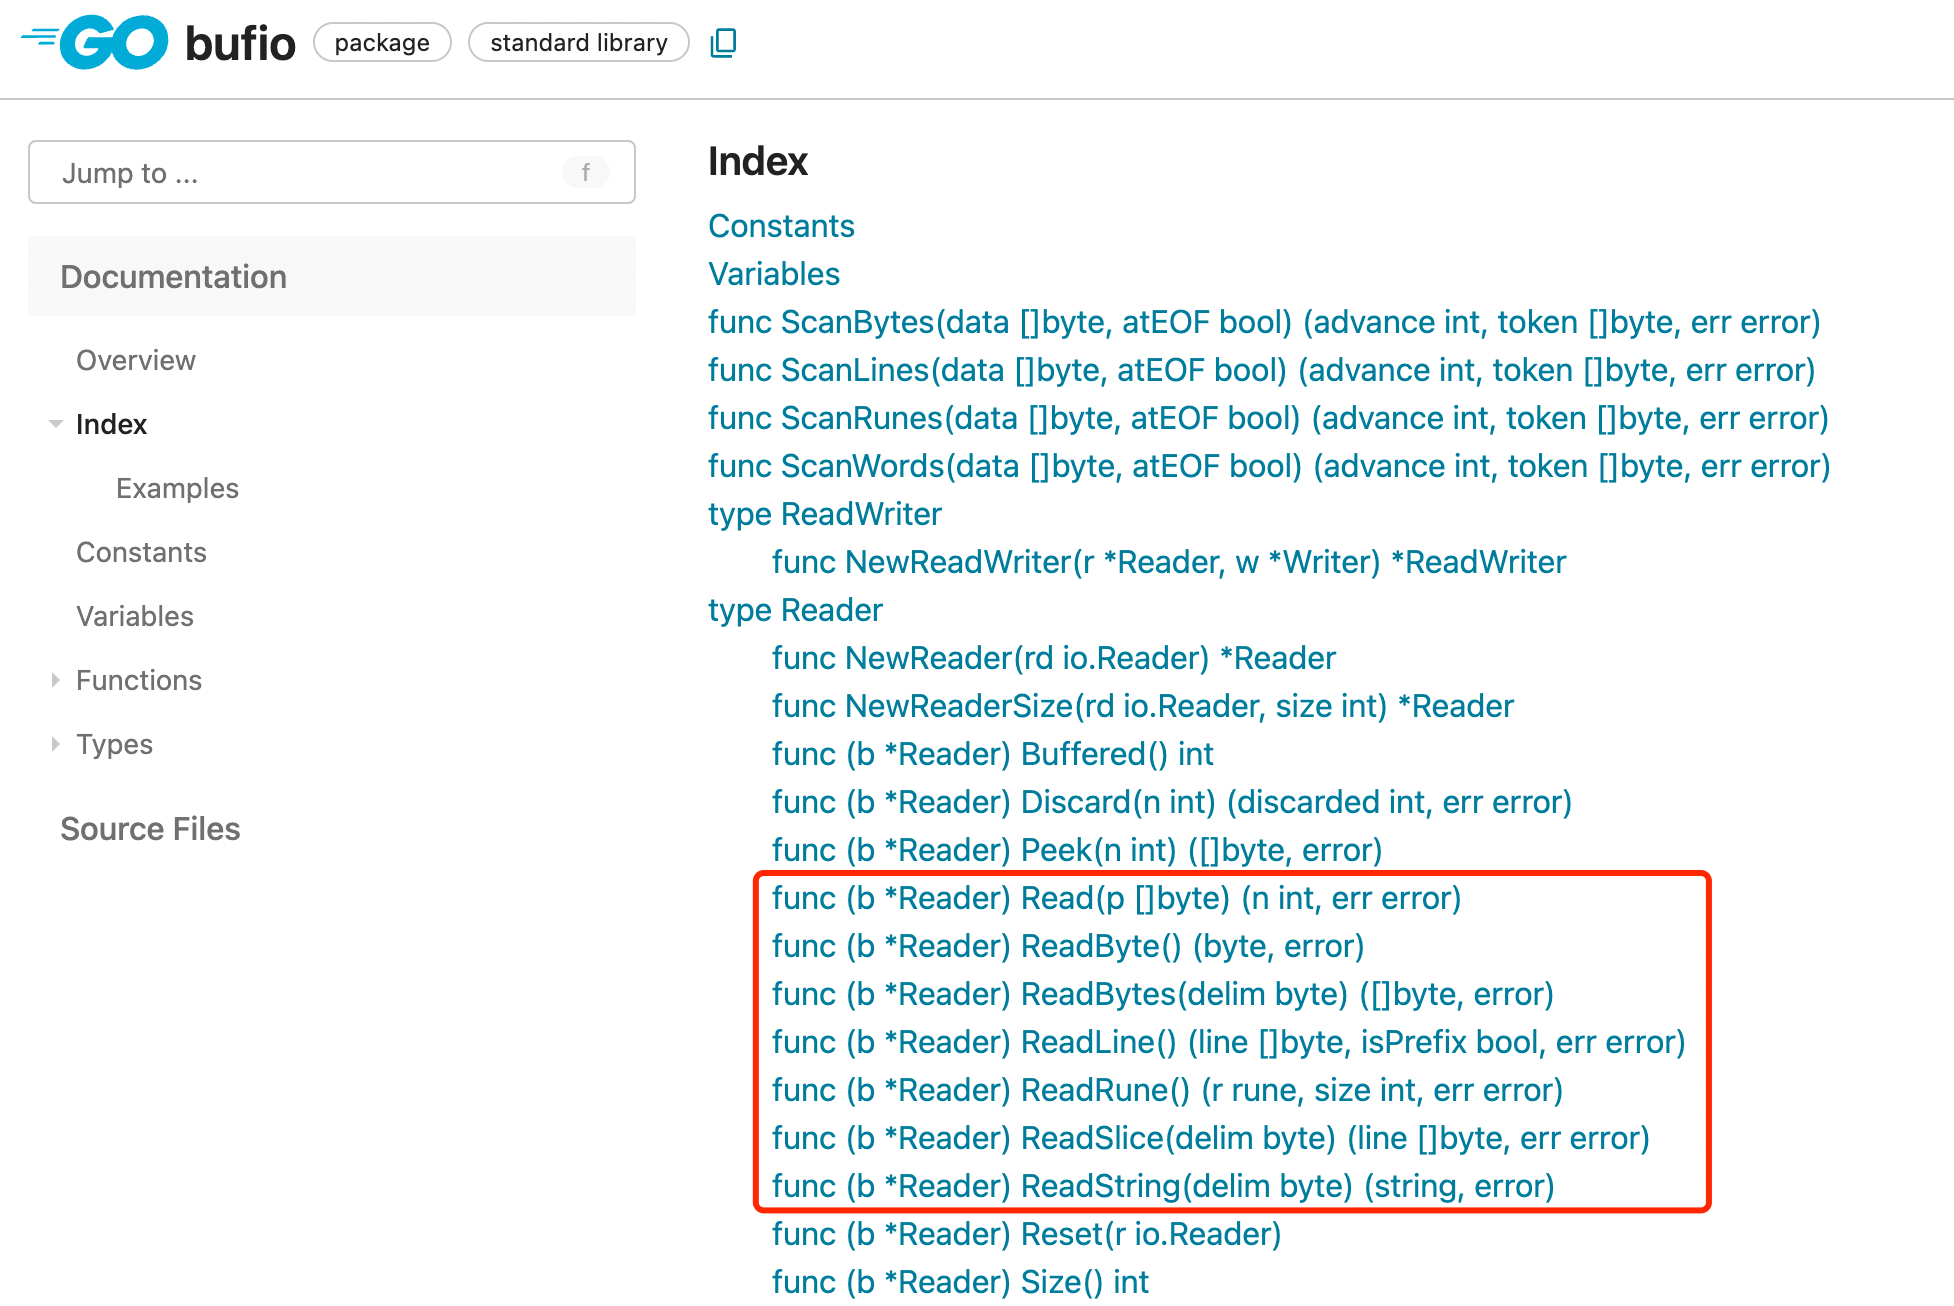 GO bufio package standard library
Jump to ... f
Documentation
Overview
Index
Examples
Constants
Variables
Functions
Types
Source Files
Index
Constants
Variables
func ScanBytes(data []byte, atEOF bool) (advance int, token []byte, err error)
func ScanLines(data []byte, atEOF bool) (advance int, token []byte, err error)
func ScanRunes(data []byte, atEOF bool) (advance int, token []byte, err error)
func ScanWords(data []byte, atEOF bool) (advance int, token []byte, err error)
type ReadWriter
func NewReadWriter(r *Reader, w *Writer) *ReadWriter
type Reader
func NewReader(rd io.Reader) *Reader
func NewReaderSize(rd io.Reader, size int) *Reader
func (b *Reader) Buffered() int
func (b *Reader) Discard(n int) (discarded int, err error)
func (b *Reader) Peek(n int) ([]byte, error)
func (b *Reader) Read(p []byte) (n int, err error)
func (b *Reader) ReadByte() (byte, error)
func (b *Reader) ReadBytes(delim byte) ([]byte, error)
func (b *Reader) ReadLine() (line []byte, isPrefix bool, err error)
func (b *Reader) ReadRune() (r rune, size int, err error)
func (b *Reader) ReadSlice(delim byte) (line []byte, err error)
func (b *Reader) ReadString(delim byte) (string, error)
func (b *Reader) Reset(r io.Reader)
func (b *Reader) Size() int